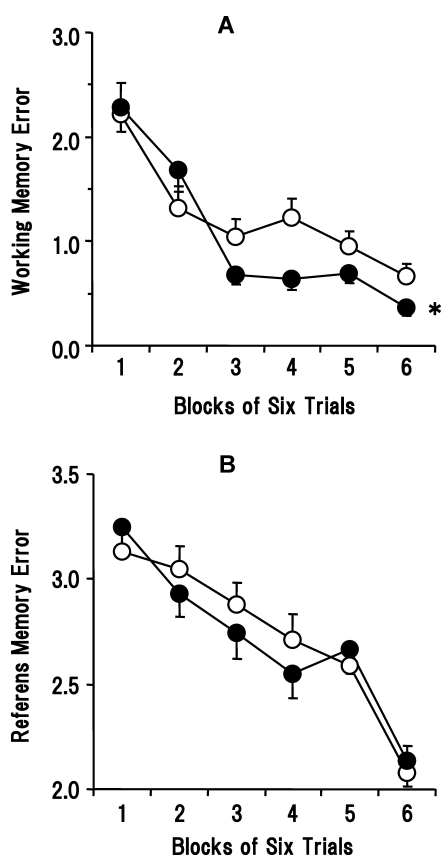 A
3.0
2.0
1.0
0.0
Working Memory Error
*
1 2 3 4 5 6
Blocks of Six Trials
B
3.5
3.0
2.5
2.0
Referens Memory Error
1 2 3 4 5 6
Blocks of Six Trials